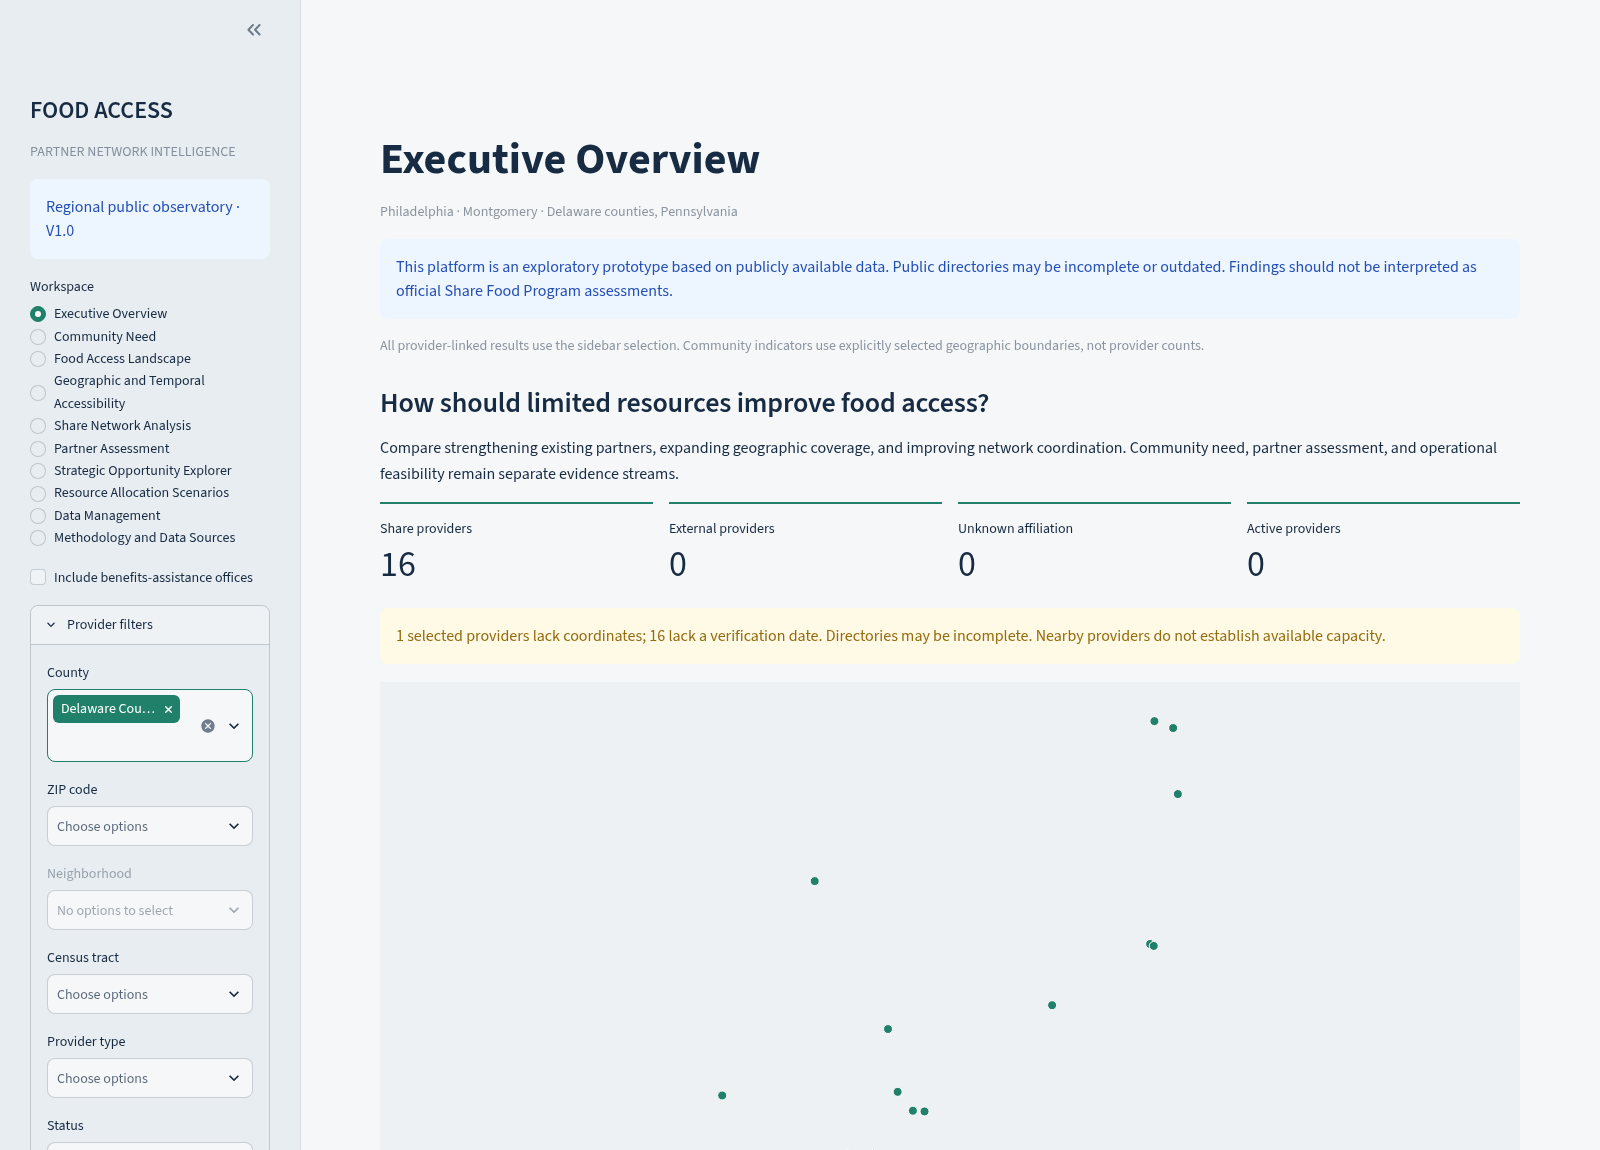 FOOD ACCESS
PARTNER NETWORK INTELLIGENCE
Regional public observatory ·
V1.0
Workspace
Executive Overview
Community Need
Food Access Landscape
Geographic and Temporal
Accessibility
Share Network Analysis
Partner Assessment
Strategic Opportunity Explorer
Resource Allocation Scenarios
Data Management
Methodology and Data Sources
Include benefits-assistance offices
Provider filters
County
Delaware Cou…
ZIP code
Choose options
Neighborhood
No options to select
Census tract
Choose options
Provider type
Choose options
Status
Executive Overview
Philadelphia · Montgomery · Delaware counties, Pennsylvania
This platform is an exploratory prototype based on publicly available data. Public directories may be incomplete or outdated. Findings should not be interpreted as
official Share Food Program assessments.
All provider-linked results use the sidebar selection. Community indicators use explicitly selected geographic boundaries, not provider counts.
How should limited resources improve food access?
Compare strengthening existing partners, expanding geographic coverage, and improving network coordination. Community need, partner assessment, and operational
feasibility remain separate evidence streams.
Share providers
16
External providers
0
Unknown affiliation
0
Active providers
0
1 selected providers lack coordinates; 16 lack a verification date. Directories may be incomplete. Nearby providers do not establish available capacity.